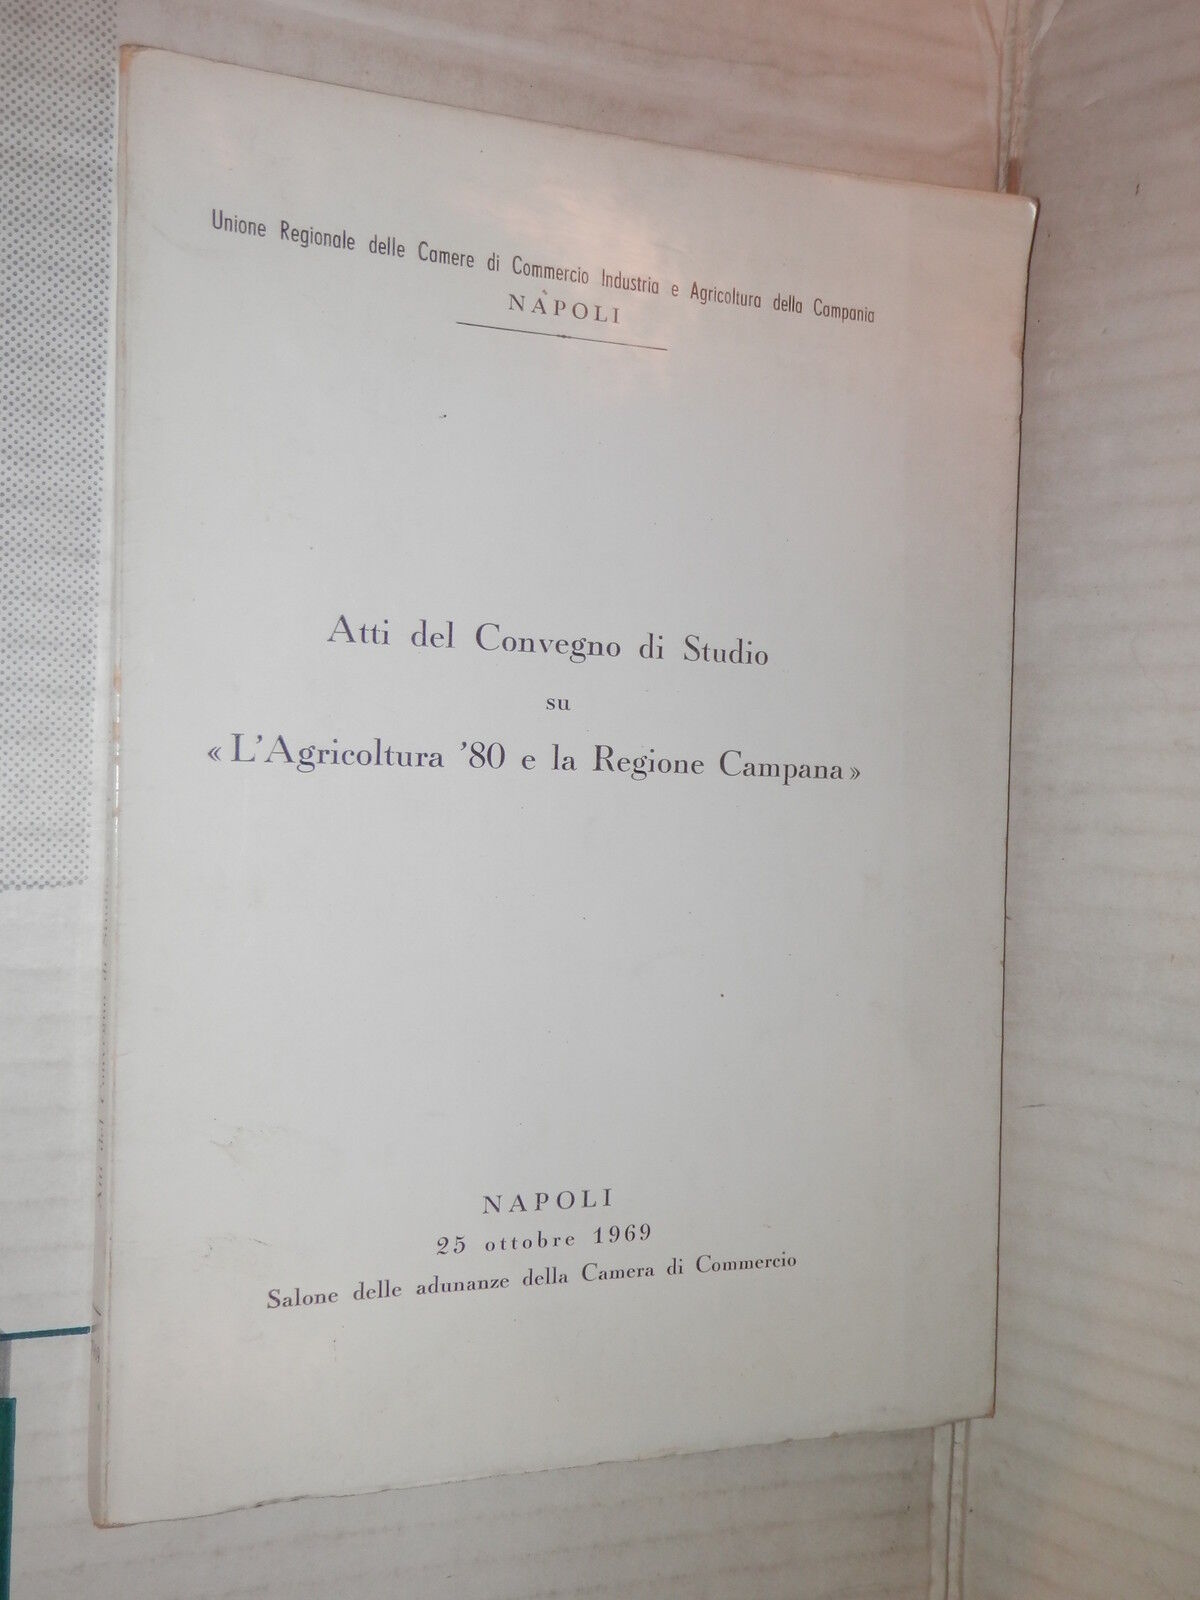 Unione Regionale delle Camere di Commercio Industria e Agricoltura della Campania
NAPOLI
Atti del Convegno di Studio
su
« L'Agricoltura '80 e la Regione Campana »
NAPOLI
25 ottobre 1969
Salone delle adunanze della Camera di Commercio